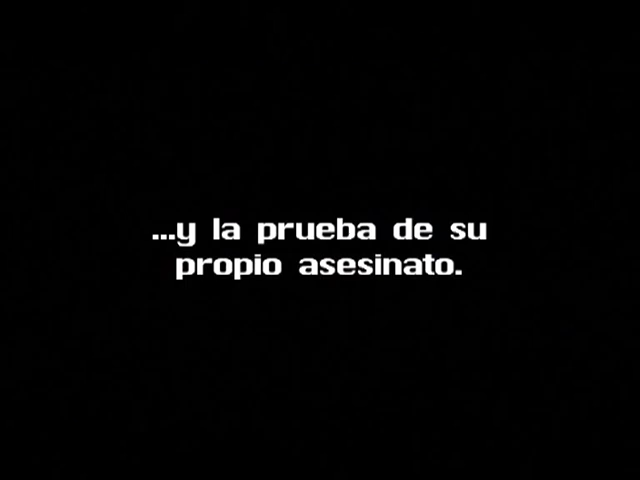 ...y la prueba de su
propio asesinato.